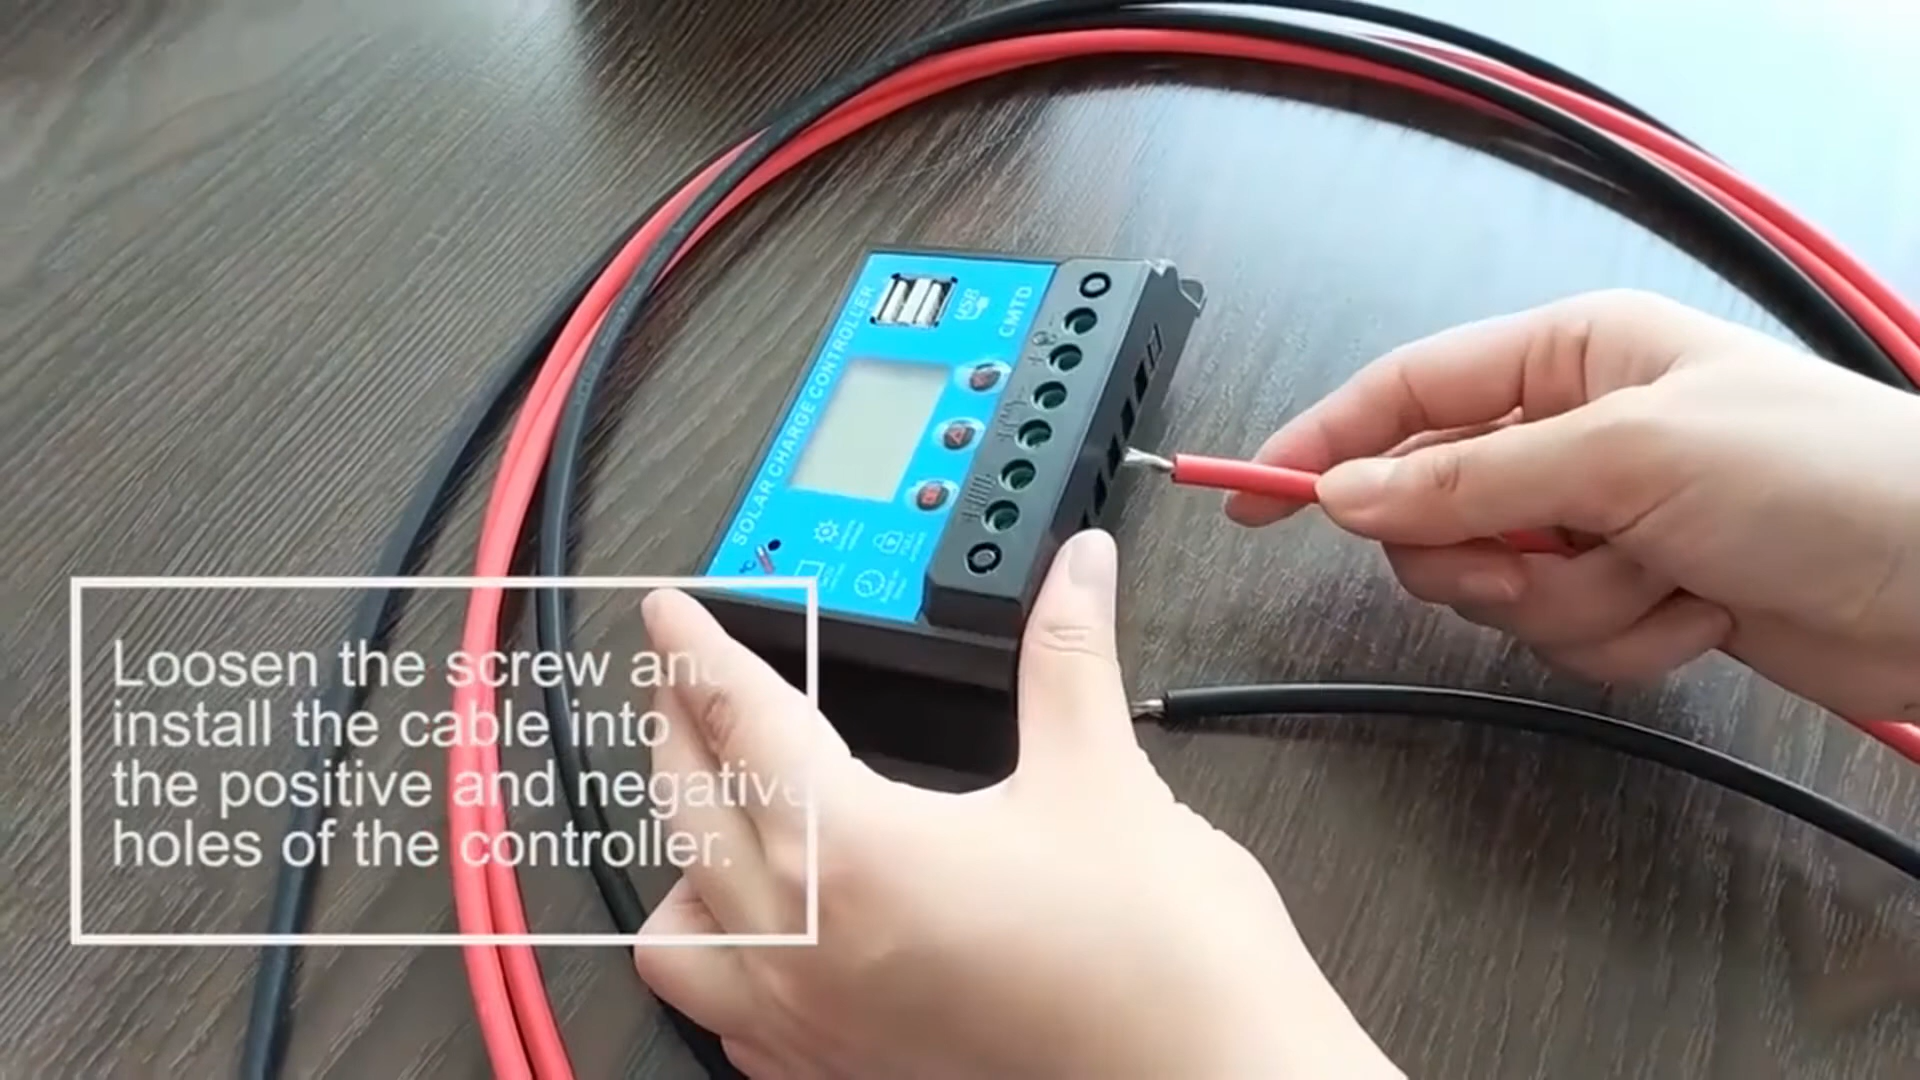 SOLAR CHARGE CONTROLLER
USB
CMTD
°C
FULL
Loosen the screw and
install the cable into
the positive and negative
holes of the controller.